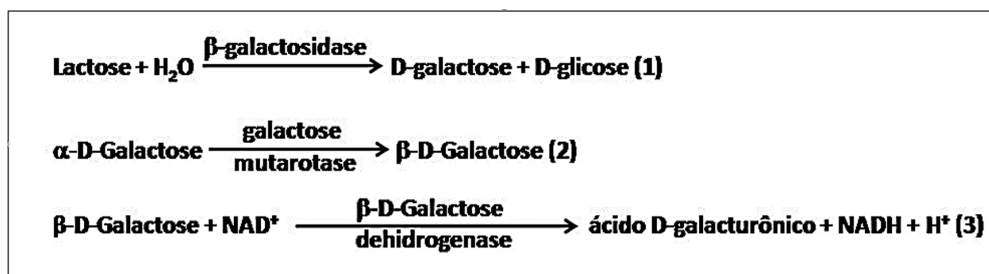 β-galactosidase
Lactose + H₂O → D-galactose + D-glicose (1)
galactose
α-D-Galactose → β-D-Galactose (2)
mutarotase
β-D-Galactose
β-D-Galactose + NAD⁺ → ácido D-galacturônico + NADH + H⁺ (3)
dehidrogenase